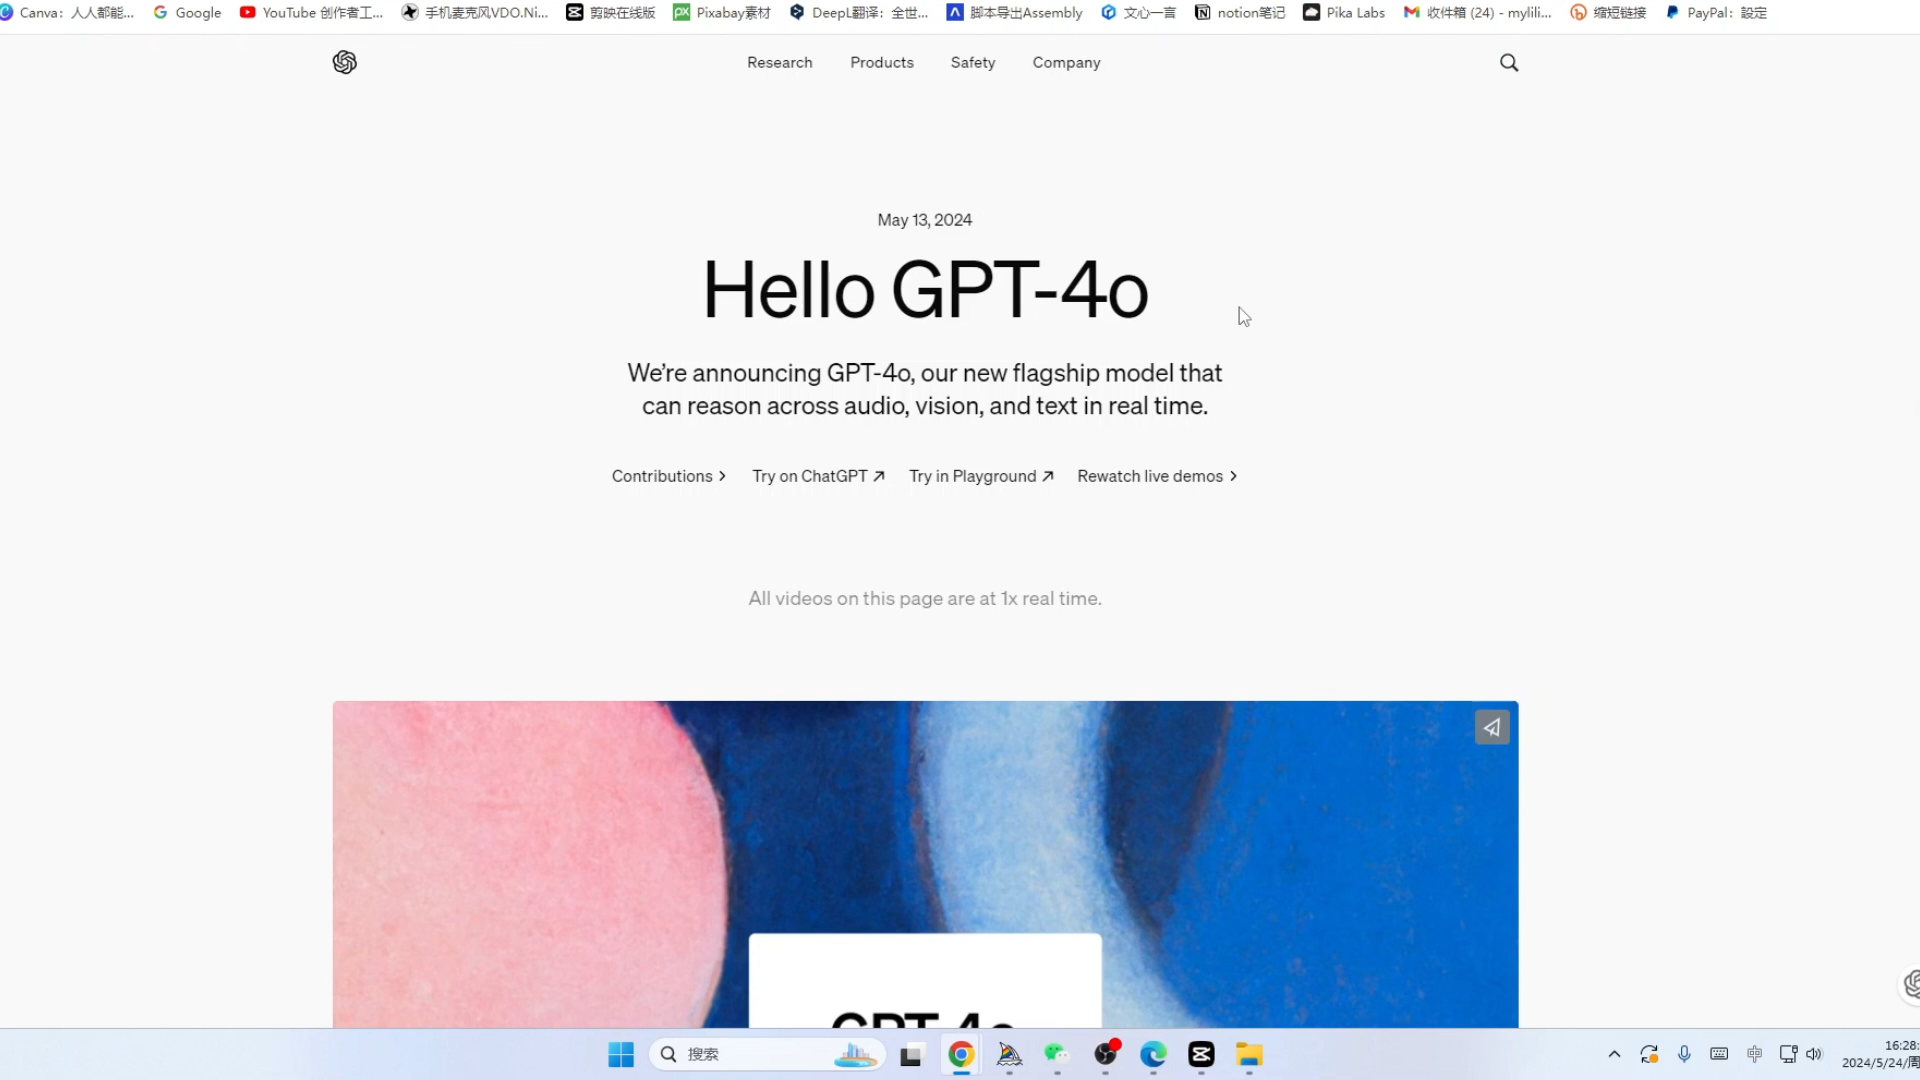 Canva：人人都能... Google YouTube 创作者工... 手机麦克风VDO.Ni... 剪映在线版 Pixabay素材 DeepL翻译：全世... 脚本导出Assembly 文心一言 notion笔记 Pika Labs 收件箱 (24) - mylili... 缩短链接 PayPal：設定
Research Products Safety Company
May 13, 2024
Hello GPT-4o
We’re announcing GPT-4o, our new flagship model that
can reason across audio, vision, and text in real time.
Contributions Try on ChatGPT Try in Playground Rewatch live demos
All videos on this page are at 1x real time.
GPT-4o
搜索
中
16:28:
2024/5/24/周